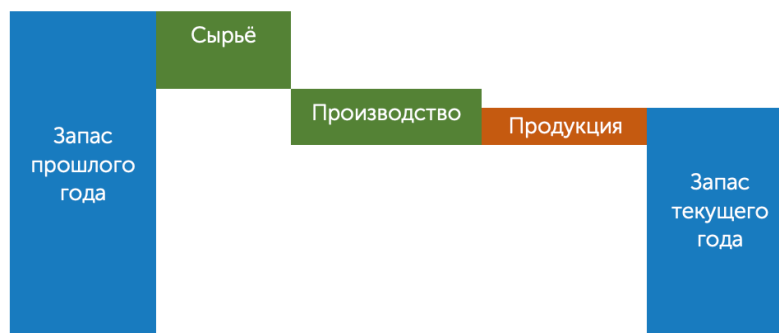 Запас
прошлого
года
Сырьё
Производство
Продукция
Запас
текущего
года